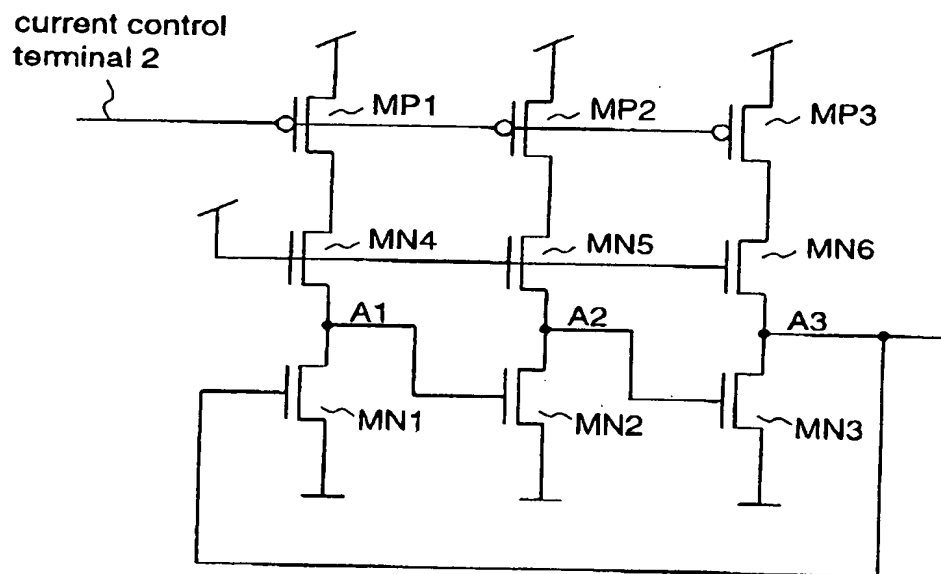 current control
terminal 2
MP1
MP2
MP3
MN4
MN5
MN6
A1
A2
A3
MN1
MN2
MN3